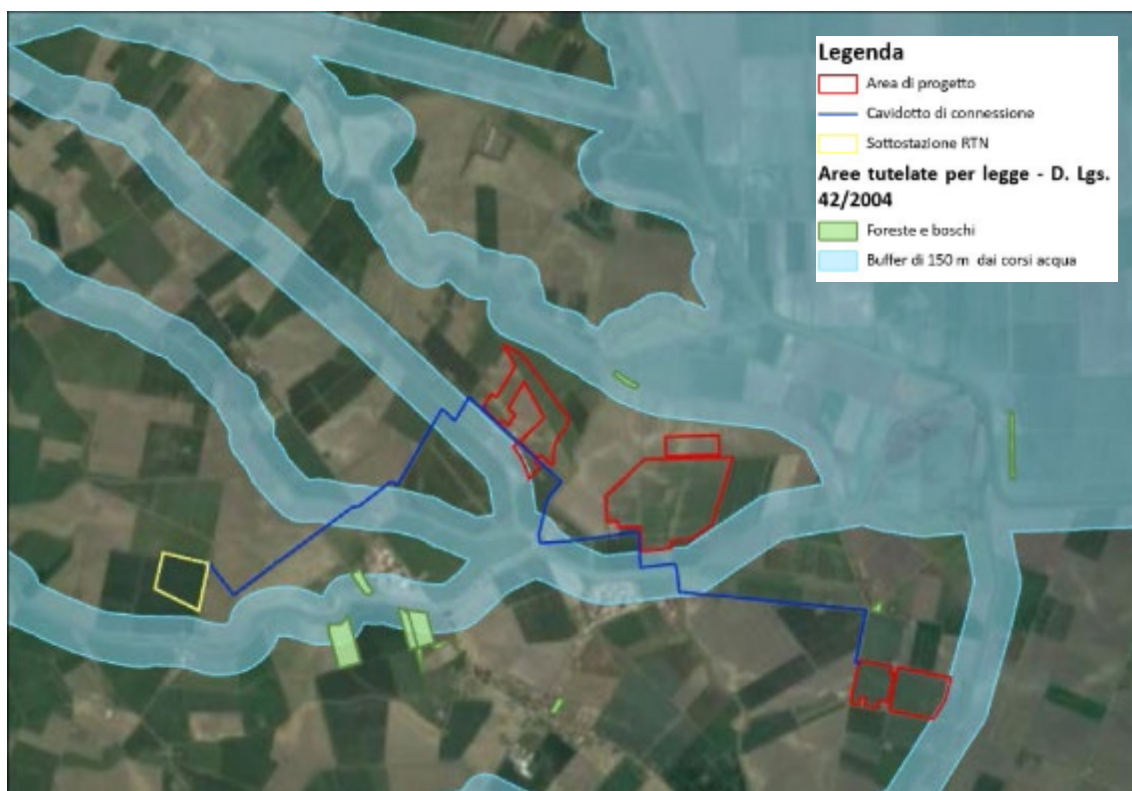 Legenda
Area di progetto
Cavidotto di connessione
Sottostazione RTN
Aree tutelate per legge - D. Lgs.
42/2004
Foreste e boschi
Buffer di 150 m dai corsi acqua